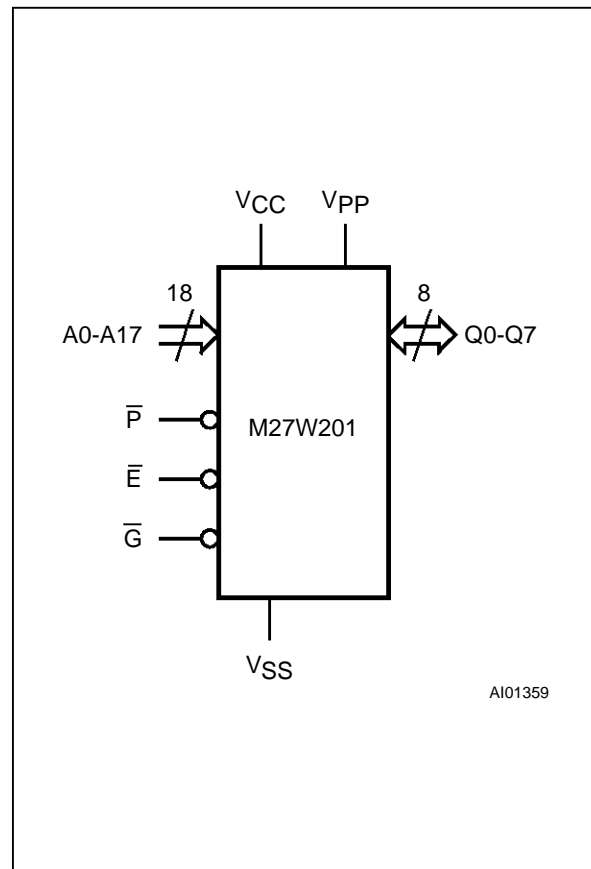 VCC VPP
18 8
A0-A17 Q0-Q7
P̅
M27W201
E̅
G̅
VSS
AI01359